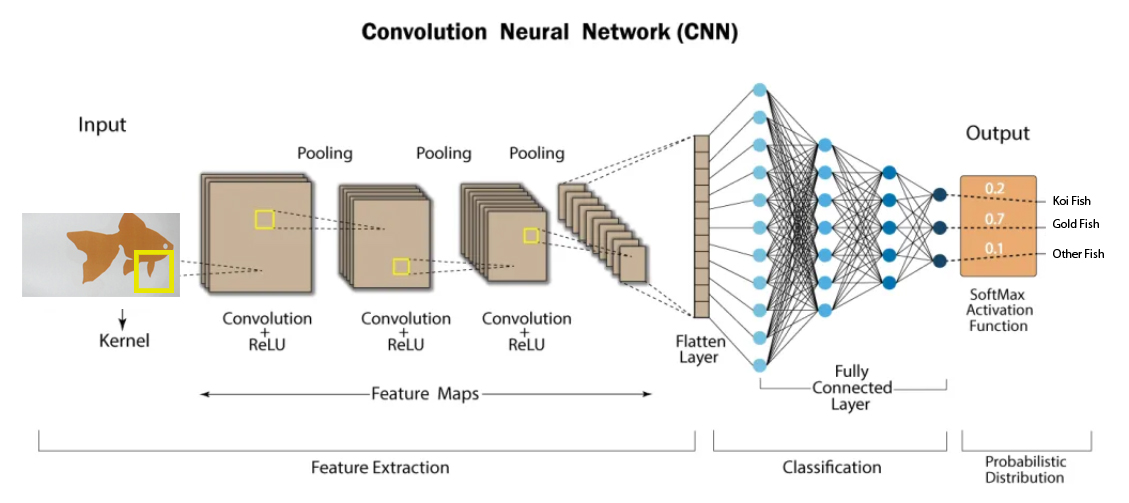 Convolution Neural Network (CNN)
Input
Pooling
Pooling
Pooling
Output
0.2
Koi Fish
0.7
Gold Fish
0.1
Other Fish
Kernel
Convolution
+
ReLU
Convolution
+
ReLU
Convolution
+
ReLU
Flatten
Layer
SoftMax
Activation
Function
Feature Maps
Fully
Connected
Layer
Feature Extraction
Classification
Probabilistic
Distribution